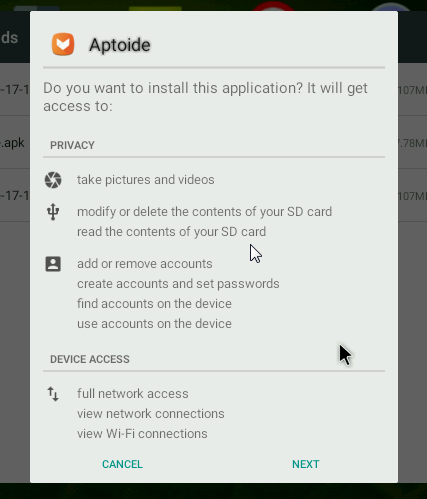 Aptoide
ds
Do you want to install this application? It will get
access to:
-17-1
107M
PRIVACY
.apk
7.78M
take pictures and videos
-17-1
107M
modify or delete the contents of your SD card
read the contents of your SD card
add or remove accounts
create accounts and set passwords
find accounts on the device
use accounts on the device
DEVICE ACCESS
full network access
view network connections
view Wi-Fi connections
CANCEL
NEXT